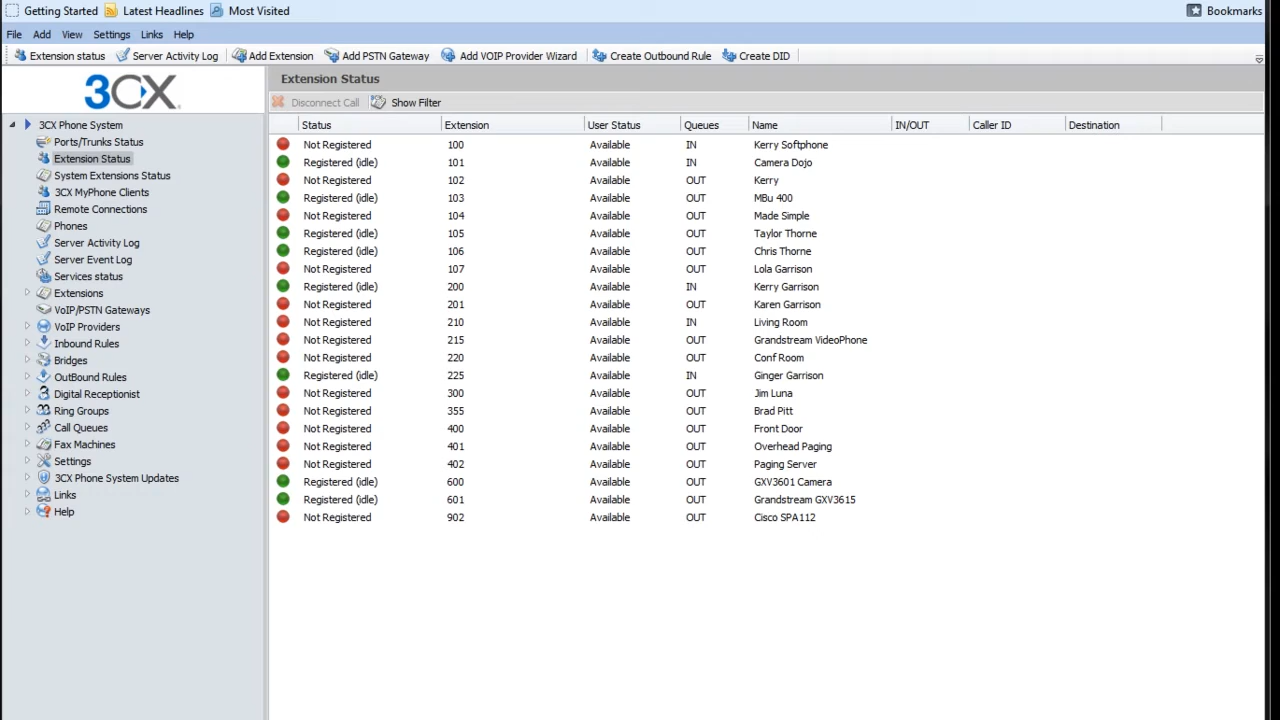 Getting Started Latest Headlines Most Visited Bookmarks
File Add View Settings Links Help
Extension status Server Activity Log Add Extension Add PSTN Gateway Add VOIP Provider Wizard Create Outbound Rule Create DID
3CX
Extension Status
Disconnect Call Show Filter
3CX Phone System
Ports/Trunks Status
Extension Status
System Extensions Status
3CX MyPhone Clients
Remote Connections
Phones
Server Activity Log
Server Event Log
Services status
Extensions
VoIP/PSTN Gateways
VoIP Providers
Inbound Rules
Bridges
OutBound Rules
Digital Receptionist
Ring Groups
Call Queues
Fax Machines
Settings
3CX Phone System Updates
Links
Help
Status Extension User Status Queues Name IN/OUT Caller ID Destination
Not Registered 100 Available IN Kerry Softphone
Registered (idle) 101 Available IN Camera Dojo
Not Registered 102 Available OUT Kerry
Registered (idle) 103 Available OUT MBu 400
Not Registered 104 Available OUT Made Simple
Registered (idle) 105 Available OUT Taylor Thorne
Registered (idle) 106 Available OUT Chris Thorne
Not Registered 107 Available OUT Lola Garrison
Registered (idle) 200 Available IN Kerry Garrison
Not Registered 201 Available OUT Karen Garrison
Not Registered 210 Available IN Living Room
Not Registered 215 Available OUT Grandstream VideoPhone
Not Registered 220 Available OUT Conf Room
Registered (idle) 225 Available IN Ginger Garrison
Not Registered 300 Available OUT Jim Luna
Not Registered 355 Available OUT Brad Pitt
Not Registered 400 Available OUT Front Door
Not Registered 401 Available OUT Overhead Paging
Not Registered 402 Available OUT Paging Server
Registered (idle) 600 Available OUT GXV3601 Camera
Registered (idle) 601 Available OUT Grandstream GXV3615
Not Registered 902 Available OUT Cisco SPA112